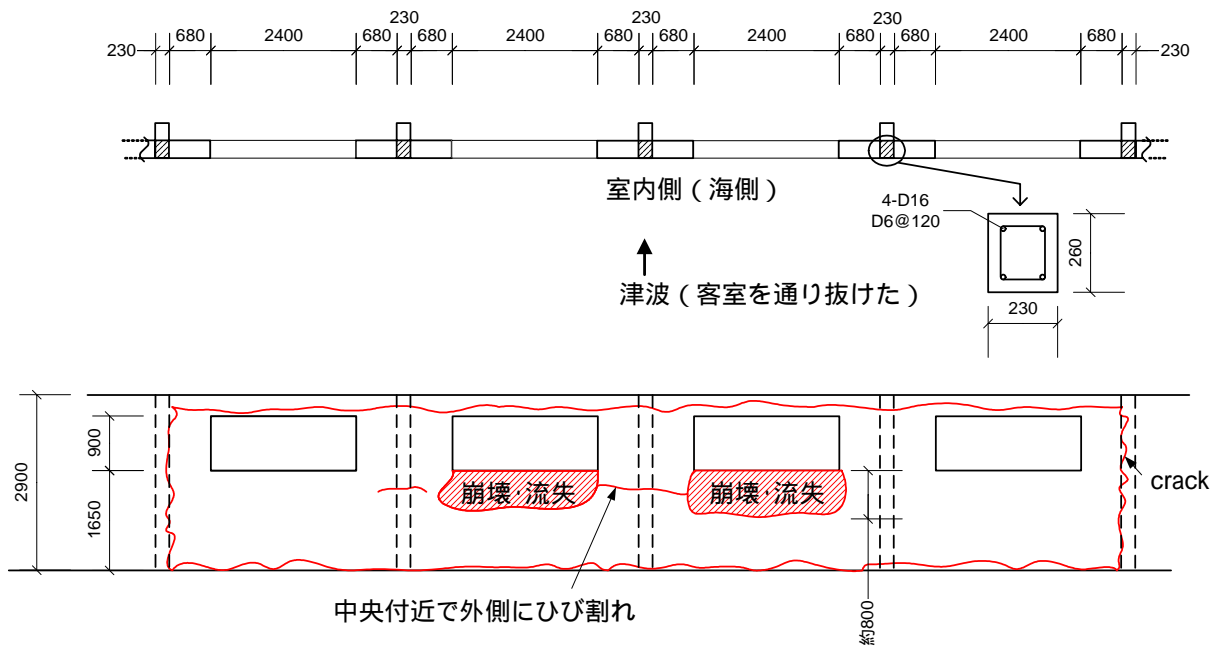 230 230 230
680 2400 680 680 2400 680 680 2400 680 680 2400 680
230 230
室内側（海側）
津波（客室を通り抜けた）
4-D16
D6@120
260
230
2900
900
1650
崩壊･流失
崩壊･流失
crack
中央付近で外側にひび割れ
約800